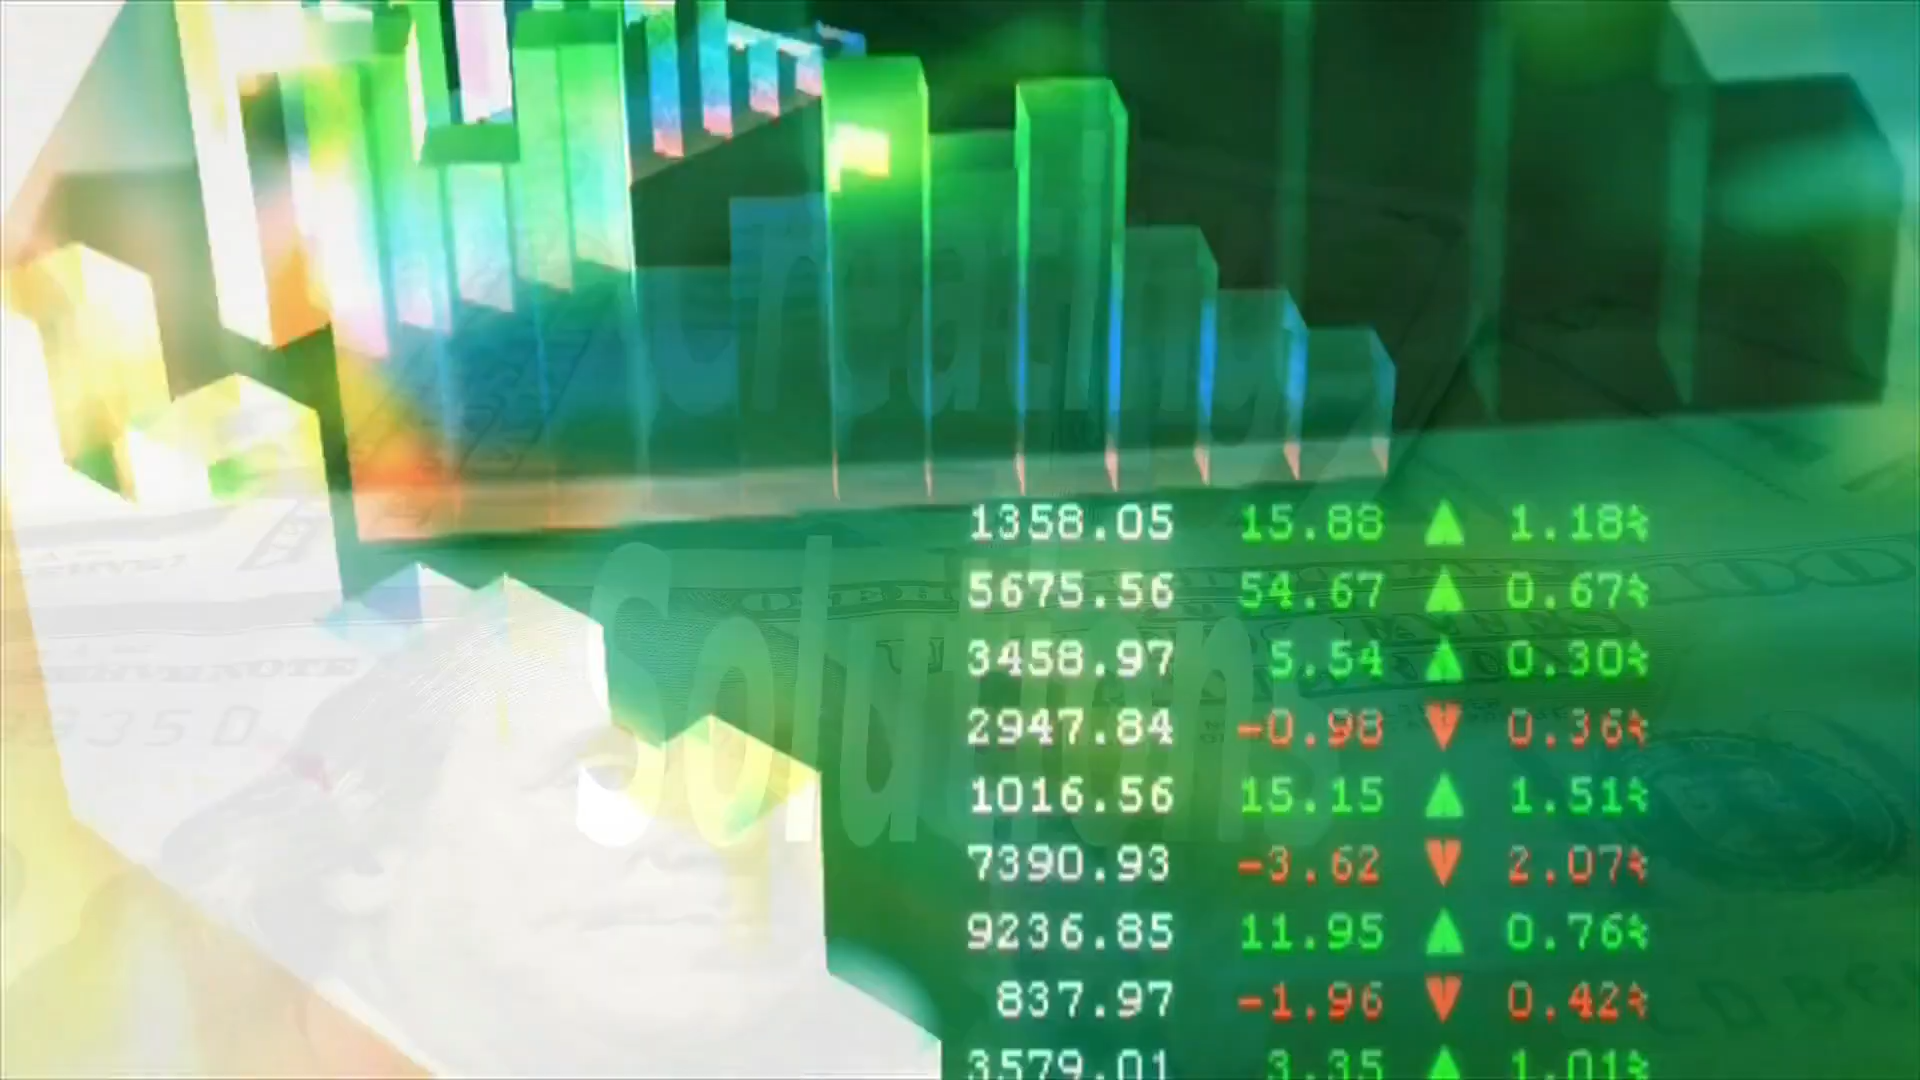 Creating
Solutions
1358.05 15.88 ▲ 1.18%
5675.56 54.67 ▲ 0.67%
3458.97 5.54 ▲ 0.30%
2947.84 -0.98 ▼ 0.36%
1016.56 15.15 ▲ 1.51%
7390.93 -3.62 ▼ 2.07%
9236.85 11.95 ▲ 0.76%
837.97 -1.96 ▼ 0.42%
3579.01 3.35 ▲ 1.01%